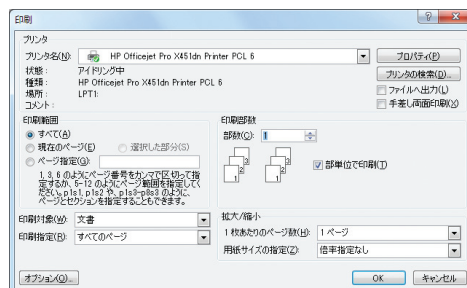 印刷
プリンタ
プリンタ名(N): HP Officejet Pro X451dn Printer PCL 6 プロパティ(P)
状態: アイドリング中 プリンタの検索(D)...
種類: HP Officejet Pro X451dn Printer PCL 6
場所: LPT1: ファイルへ出力(L)
コメント: 手差し両面印刷(X)
印刷範囲
すべて(A)
現在のページ(E) 選択した部分(S)
ページ指定(G):
1, 3, 6 のようにページ番号をカンマで区切って指
定するか、5-12 のようにページ範囲を指定してく
ださい。p1s1, p1s2 や、p1s3-p8s3 のように、
ページとセクションを指定することもできます。
印刷部数
部数(C): 1
1 2 3 1 2 3
部単位で印刷(T)
印刷対象(W): 文書
印刷指定(R): すべてのページ
拡大/縮小
1 枚あたりのページ数(H): 1 ページ
用紙サイズの指定(Z): 倍率指定なし
オプション(O)... OK キャンセル